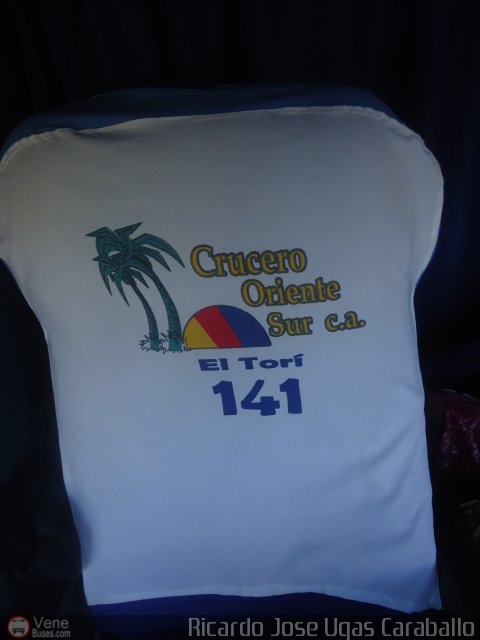 Crucero
Oriente
Sur c.a.
El Torí
141
Vene
Buses.com
Ricardo Jose Ugas Caraballo